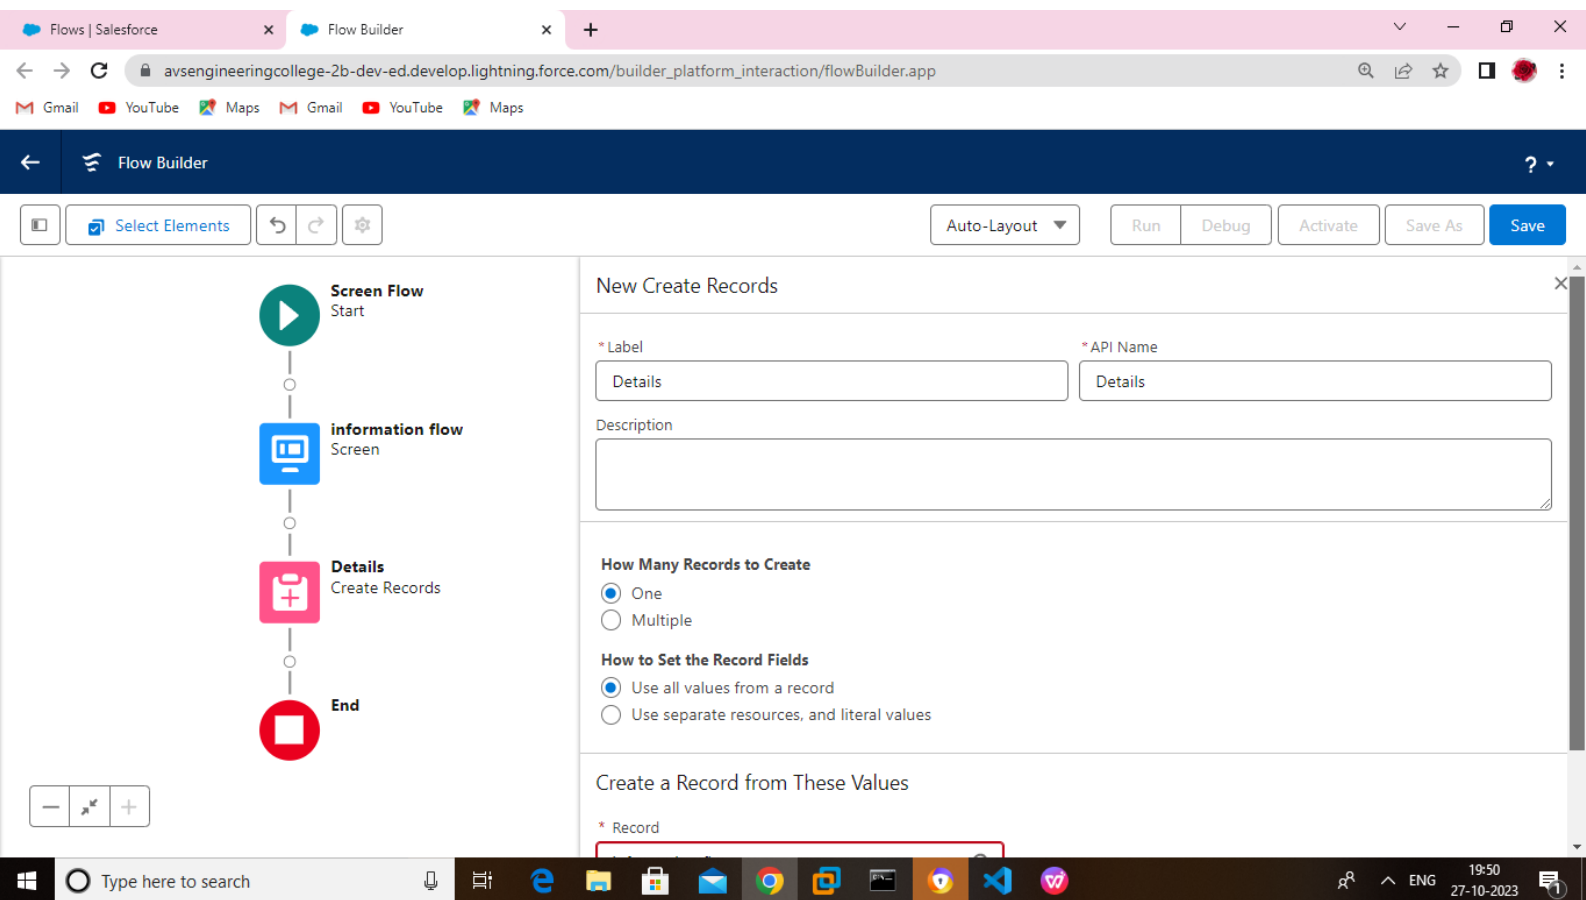 Flows | Salesforce
Flow Builder
avsengineeringcollege-2b-dev-ed.develop.lightning.force.com/builder_platform_interaction/flowBuilder.app
Gmail YouTube Maps Gmail YouTube Maps
Flow Builder
?
Select Elements
Auto-Layout
Run
Debug
Activate
Save As
Save
Screen Flow
Start
information flow
Screen
Details
Create Records
End
New Create Records
* Label
* API Name
Details
Details
Description
How Many Records to Create
One
Multiple
How to Set the Record Fields
Use all values from a record
Use separate resources, and literal values
Create a Record from These Values
* Record
Type here to search
ENG
19:50
27-10-2023
1